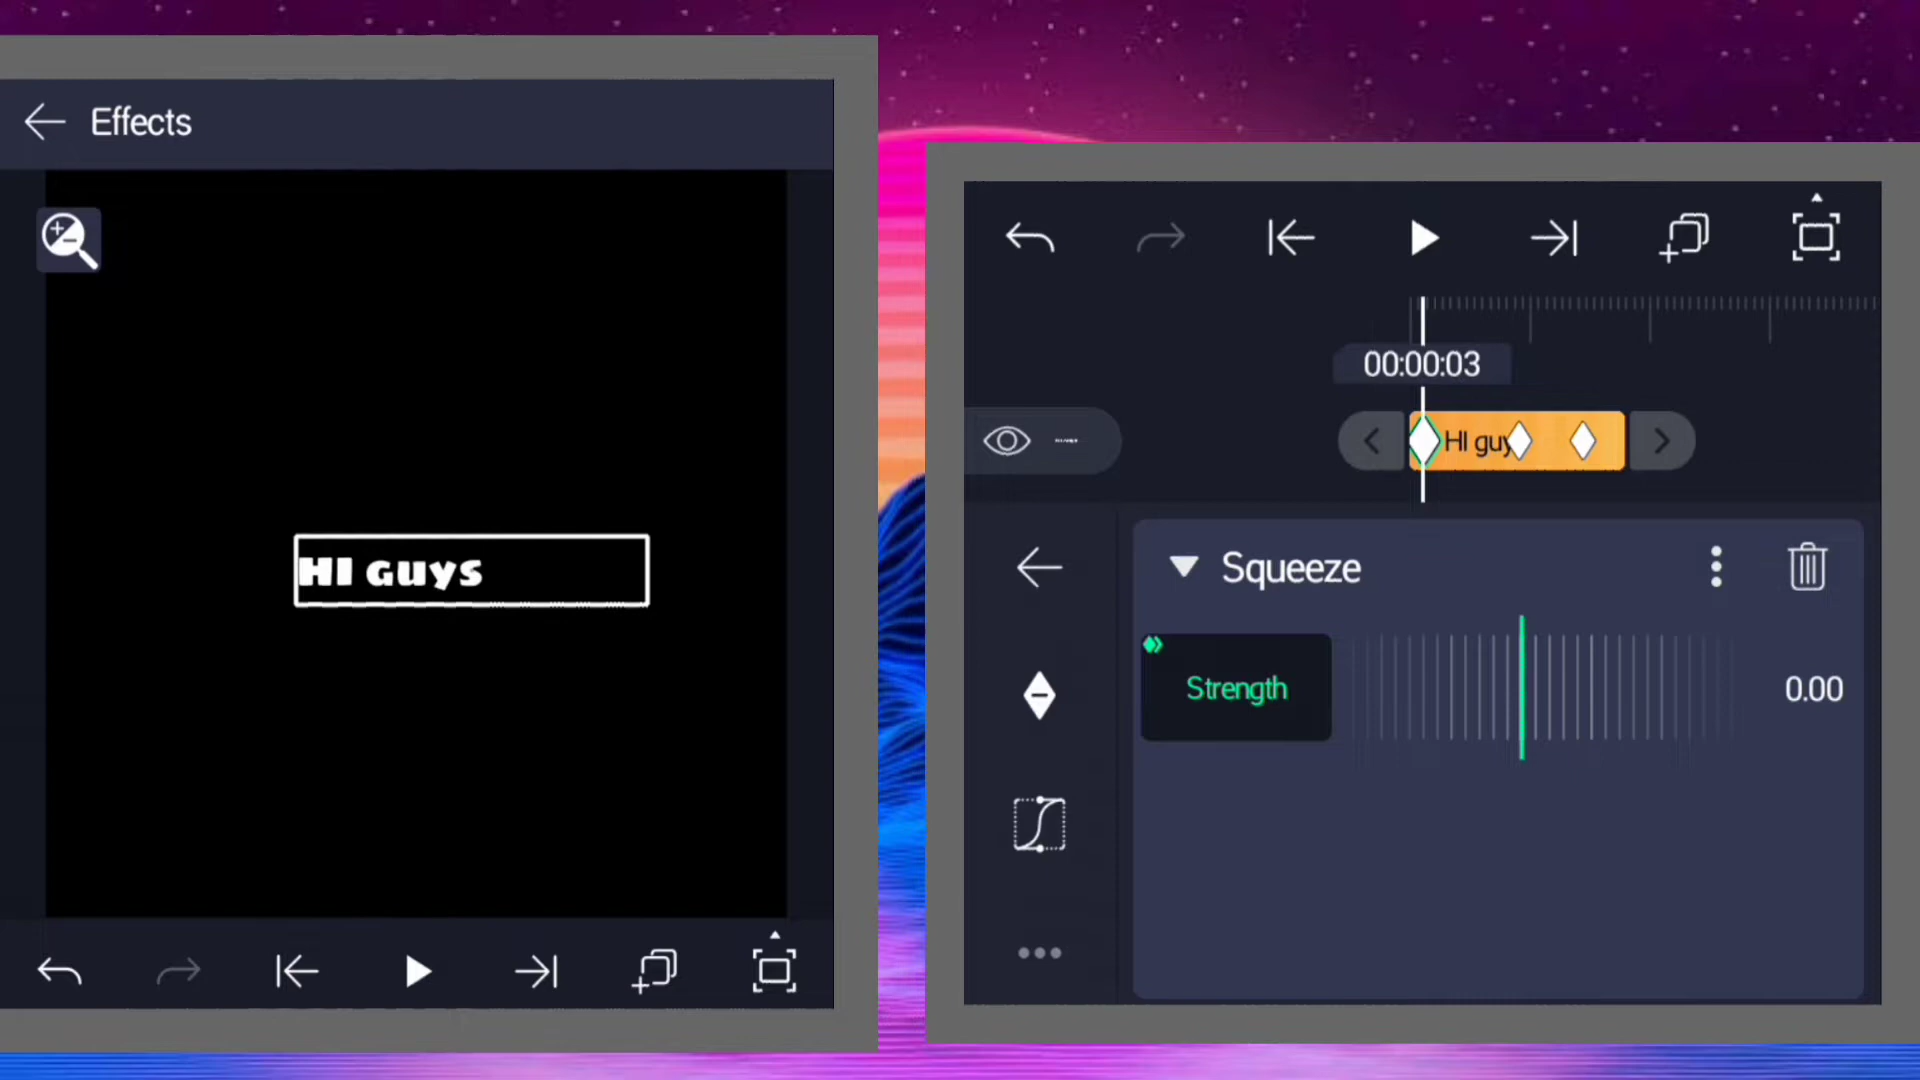 Effects
HI guys
00:00:03
HI guy
Squeeze
Strength
0.00